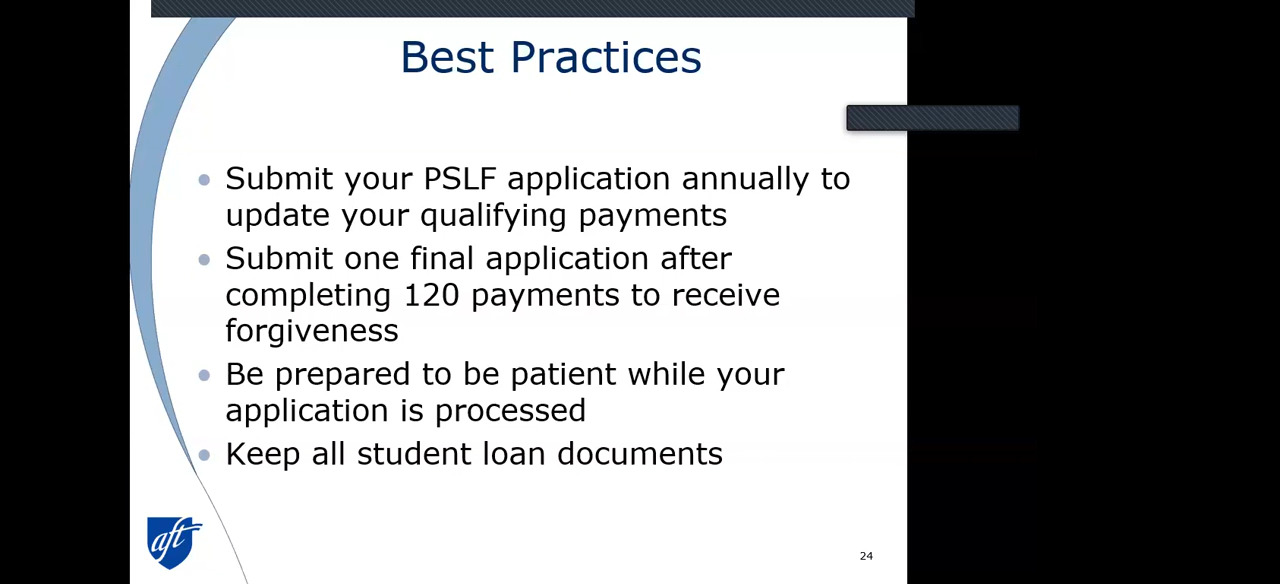 Best Practices
Submit your PSLF application annually to
update your qualifying payments
Submit one final application after
completing 120 payments to receive
forgiveness
Be prepared to be patient while your
application is processed
Keep all student loan documents
aft
24